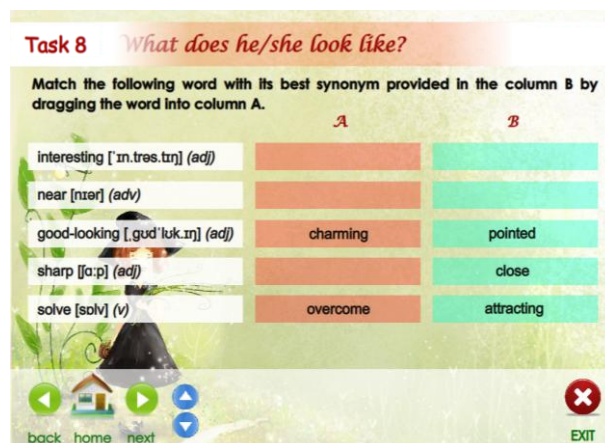 Task 8 What does he/she look like?
Match the following word with its best synonym provided in the column B by
dragging the word into column A.
A B
interesting [ˈɪn.trəs.tɪŋ] (adj)
near [nɪər] (adv)
good-looking [ˌɡʊdˈlʊk.ɪŋ] (adj) charming pointed
sharp [ʃɑːp] (adj) close
solve [sɒlv] (v) overcome attracting
back home next EXIT